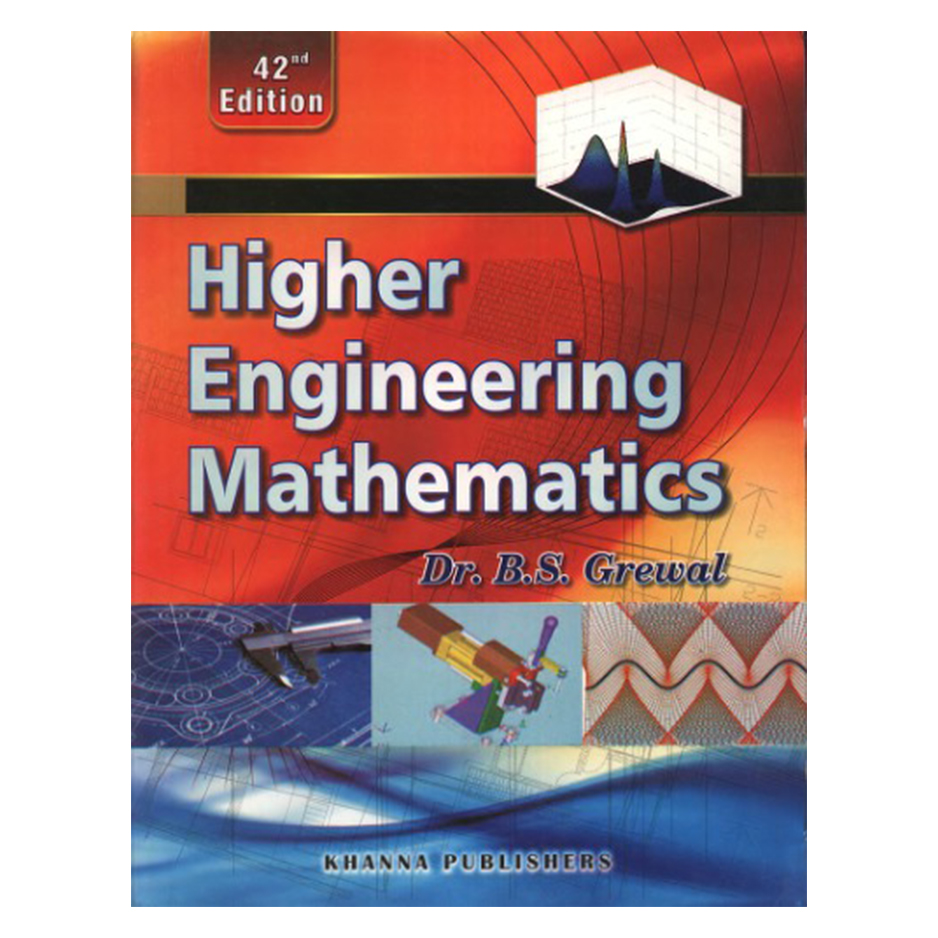 42nd
Edition
Higher
Engineering
Mathematics
Dr. B.S. Grewal
KHANNA PUBLISHERS